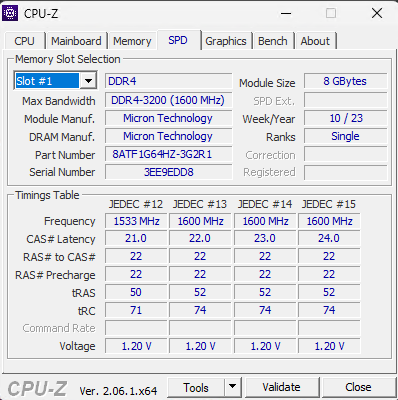 CPU-Z
CPU Mainboard Memory SPD Graphics Bench About
Memory Slot Selection
Slot #1 DDR4 Module Size 8 GBytes
Max Bandwidth DDR4-3200 (1600 MHz) SPD Ext.
Module Manuf. Micron Technology Week/Year 10 / 23
DRAM Manuf. Micron Technology Ranks Single
Part Number 8ATF1G64HZ-3G2R1 Correction
Serial Number 3EE9EDD8 Registered
Timings Table
JEDEC #12 JEDEC #13 JEDEC #14 JEDEC #15
Frequency 1533 MHz 1600 MHz 1600 MHz 1600 MHz
CAS# Latency 21.0 22.0 23.0 24.0
RAS# to CAS# 22 22 22 22
RAS# Precharge 22 22 22 22
tRAS 50 52 52 52
tRC 71 74 74 74
Command Rate
Voltage 1.20 V 1.20 V 1.20 V 1.20 V
CPU-Z Ver. 2.06.1.x64 Tools Validate Close